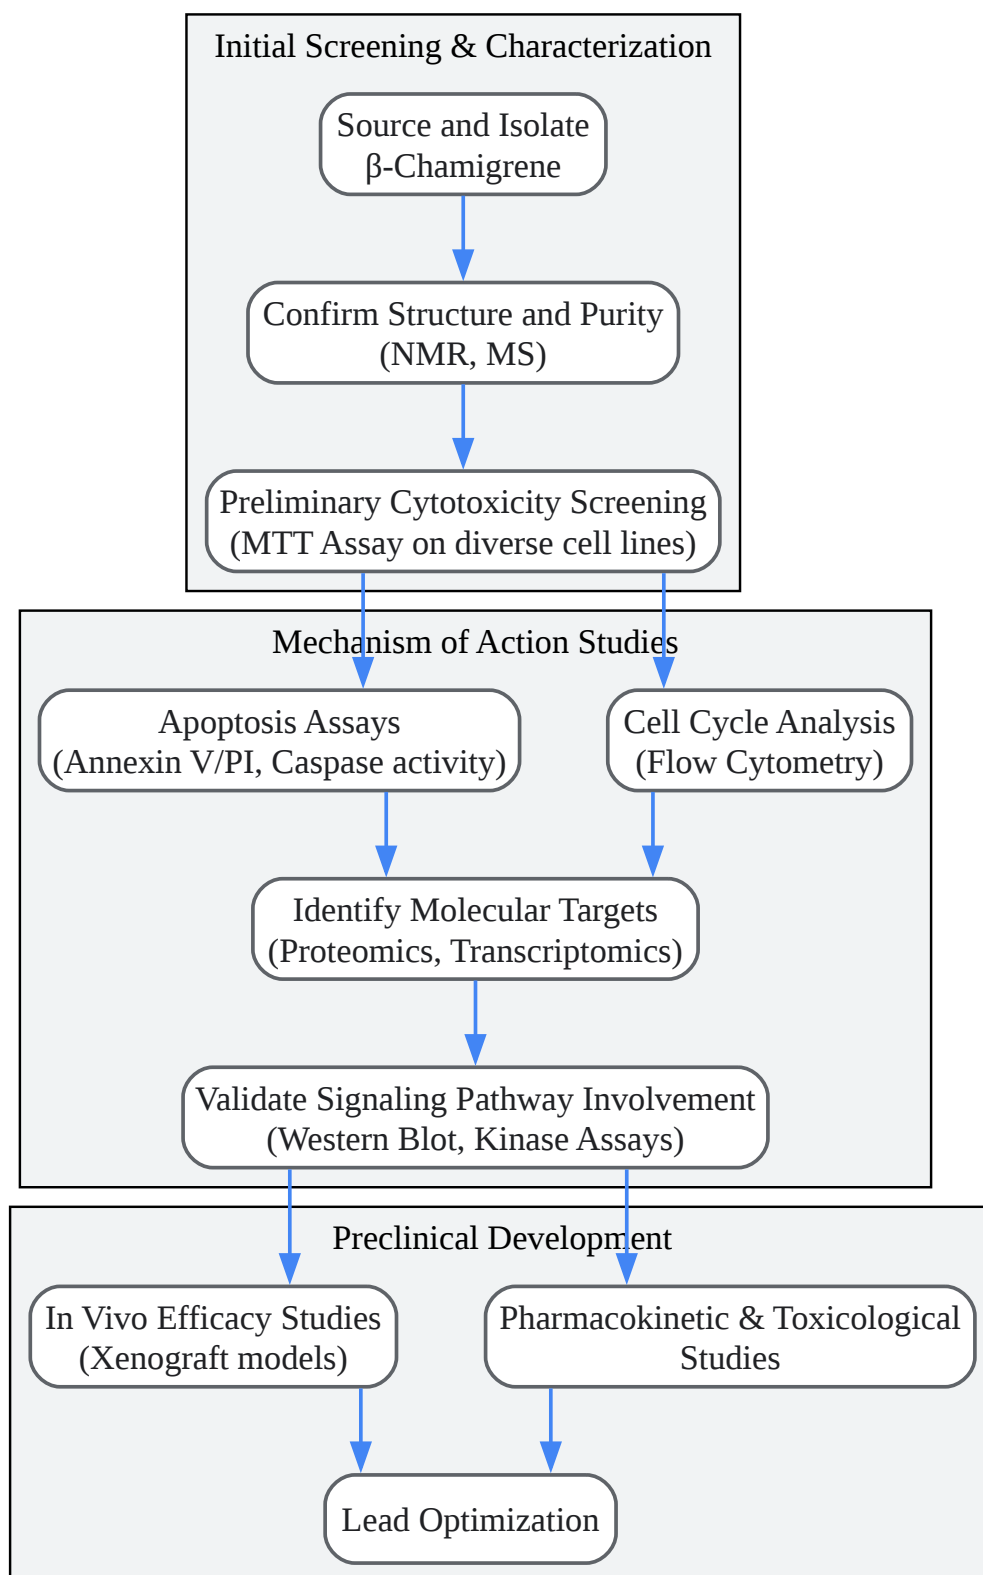 Initial Screening & Characterization
Source and Isolate
β-Chamigrene
Confirm Structure and Purity
(NMR, MS)
Preliminary Cytotoxicity Screening
(MTT Assay on diverse cell lines)
Mechanism of Action Studies
Apoptosis Assays
(Annexin V/PI, Caspase activity)
Cell Cycle Analysis
(Flow Cytometry)
Identify Molecular Targets
(Proteomics, Transcriptomics)
Validate Signaling Pathway Involvement
(Western Blot, Kinase Assays)
Preclinical Development
In Vivo Efficacy Studies
(Xenograft models)
Pharmacokinetic & Toxicological
Studies
Lead Optimization